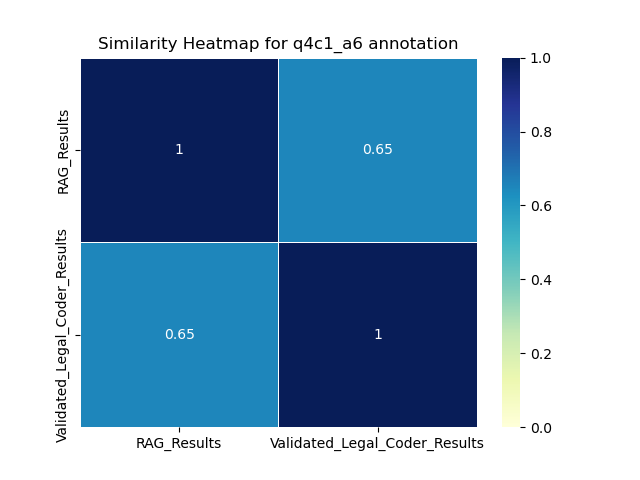 Similarity Heatmap for q4c1_a6 annotation
RAG_Results
Validated_Legal_Coder_Results
1
0.65
0.65
1
RAG_Results
Validated_Legal_Coder_Results
1.0
0.8
0.6
0.4
0.2
0.0